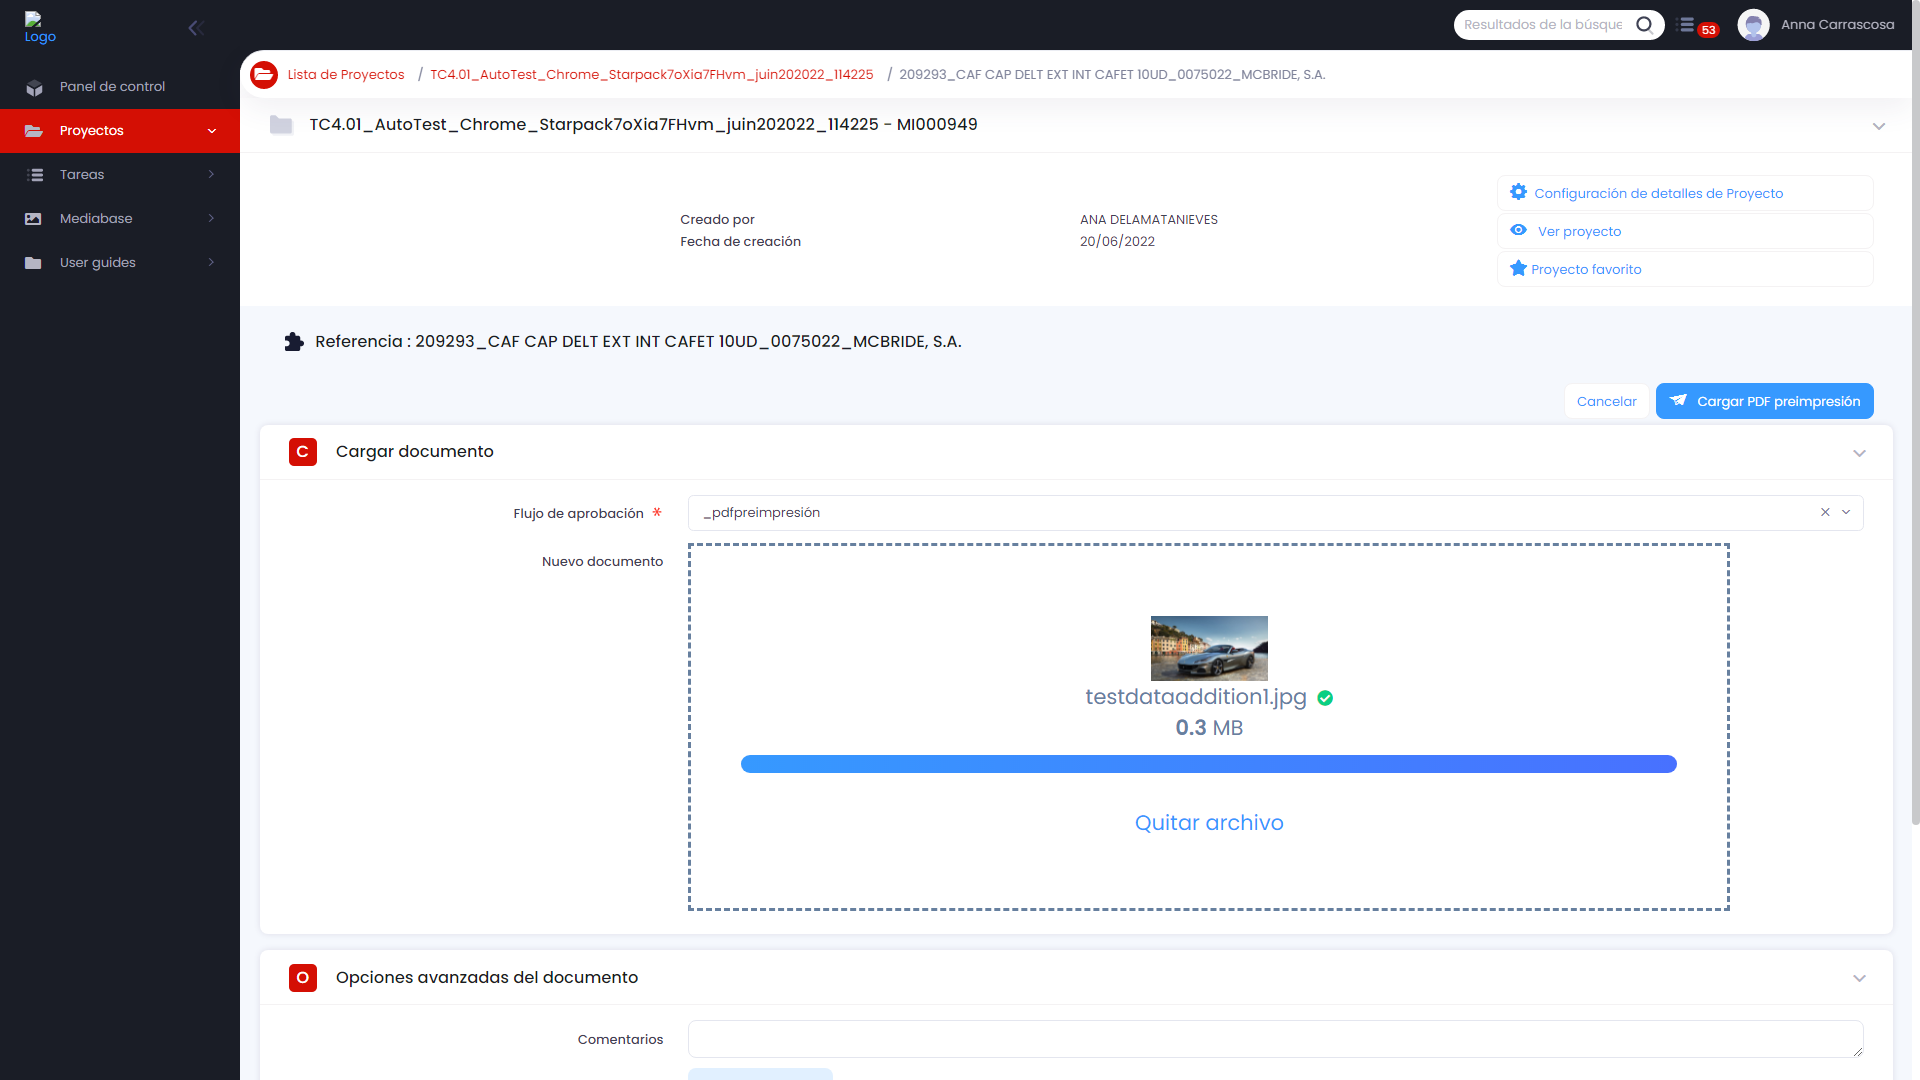 Logo
Resultados de la búsque
53
Anna Carrascosa
Panel de control
Proyectos
Tareas
Mediabase
User guides
Lista de Proyectos / TC4.01_AutoTest_Chrome_Starpack7oXia7FHvm_juin202022_114225 / 209293_CAF CAP DELT EXT INT CAFET 10UD_0075022_MCBRIDE, S.A.
TC4.01_AutoTest_Chrome_Starpack7oXia7FHvm_juin202022_114225 - MI000949
Creado por ANA DELAMATANIEVES
Fecha de creación 20/06/2022
Configuración de detalles de Proyecto
Ver proyecto
Proyecto favorito
Referencia : 209293_CAF CAP DELT EXT INT CAFET 10UD_0075022_MCBRIDE, S.A.
Cancelar
Cargar PDF preimpresión
C Cargar documento
Flujo de aprobación * _pdfpreimpresión
Nuevo documento
testdataaddition1.jpg
0.3 MB
Quitar archivo
O Opciones avanzadas del documento
Comentarios